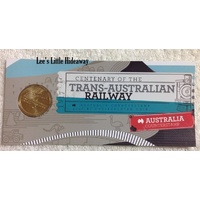 Lee's Little Hideaway
CENTENARY OF THE
TRANS-AUSTRALIAN
RAILWAY
AUSTRALIA